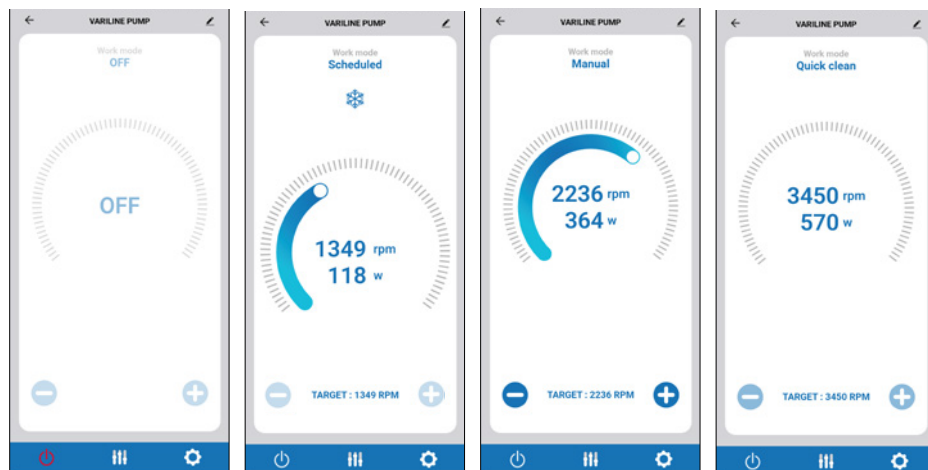 VARILINE PUMP
Work mode
OFF
OFF
VARILINE PUMP
Work mode
Scheduled
1349 rpm
118 w
TARGET : 1349 RPM
VARILINE PUMP
Work mode
Manual
2236 rpm
364 w
TARGET : 2236 RPM
VARILINE PUMP
Work mode
Quick clean
3450 rpm
570 w
TARGET : 3450 RPM